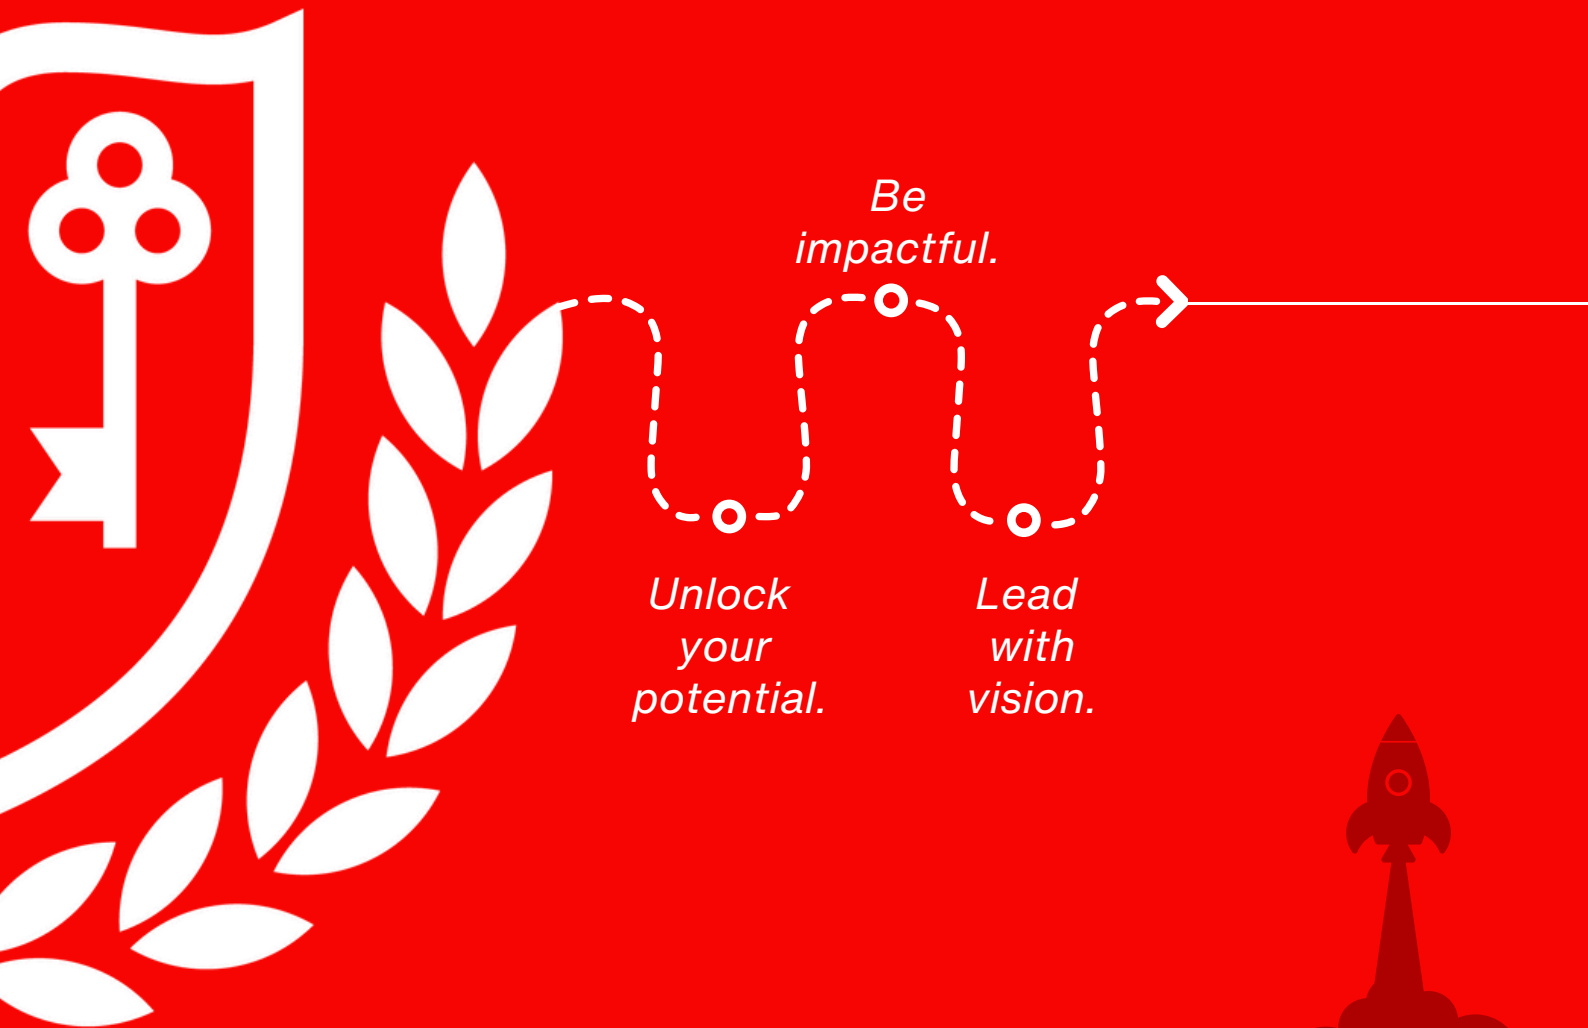 Be
impactful.
Unlock
your
potential.
Lead
with
vision.